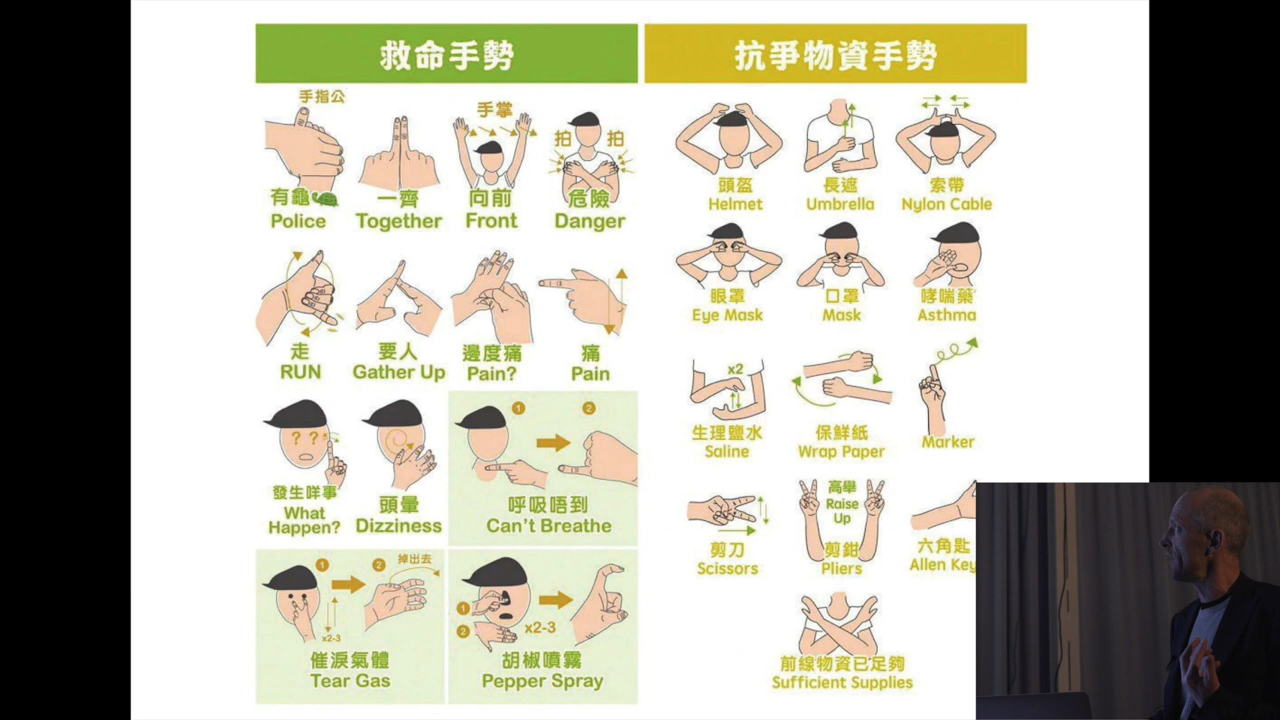 救命手勢
手指公
有龜
Police
一齊
Together
手掌
向前
Front
拍 拍
危險
Danger
走
RUN
要人
Gather Up
邊度痛
Pain?
痛
Pain
? ?
發生咩事
What
Happen?
頭暈
Dizziness
1 2
呼吸唔到
Can't Breathe
1 2
掉出去
x2-3
催淚氣體
Tear Gas
1
2
x2-3
胡椒噴霧
Pepper Spray
抗爭物資手勢
頭盔
Helmet
長遮
Umbrella
索帶
Nylon Cable
眼罩
Eye Mask
口罩
Mask
哮喘藥
Asthma
x2
生理鹽水
Saline
保鮮紙
Wrap Paper
Marker
剪刀
Scissors
高舉
Raise
Up
剪鉗
Pliers
六角匙
Allen Key
前線物資已足夠
Sufficient Supplies